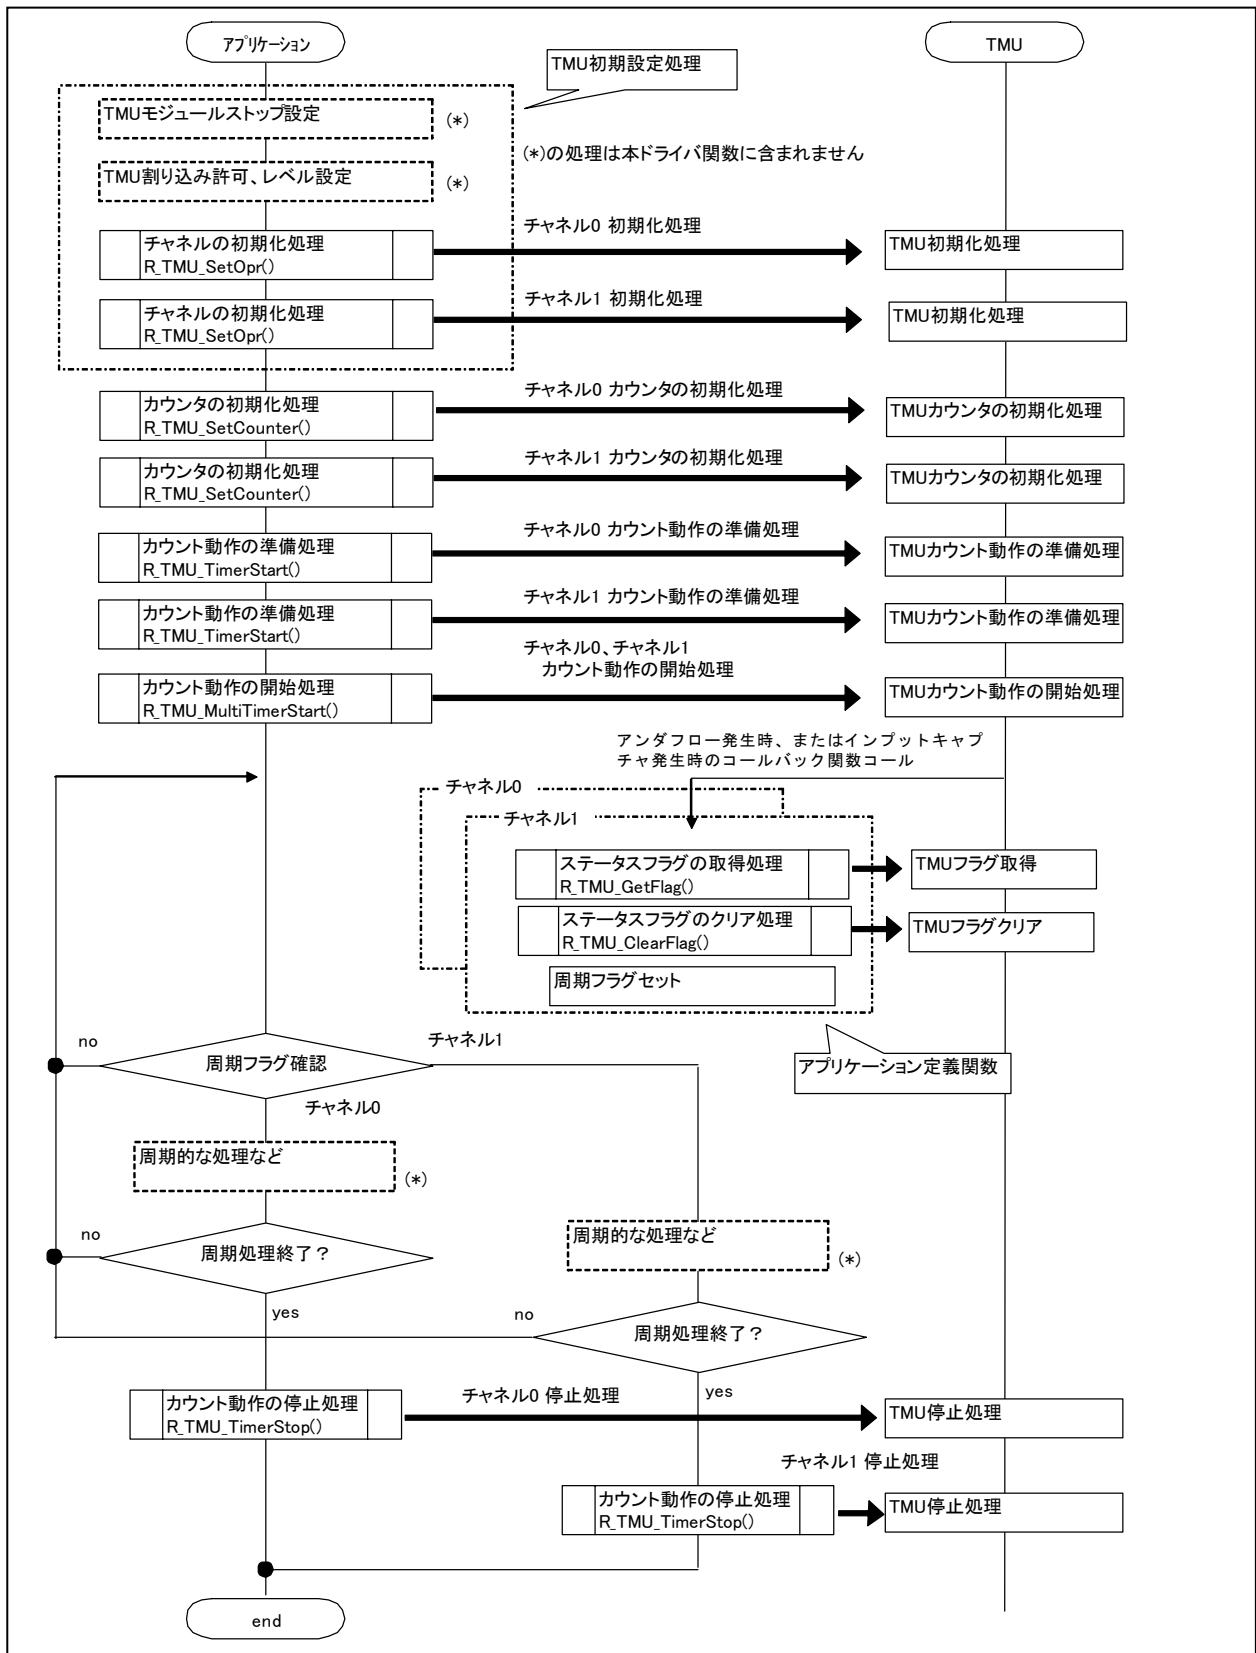 アプリケーション
TMU
TMU初期設定処理
TMUモジュールストップ設定
(*)
(*)の処理は本ドライバ関数に含まれません
TMU割り込み許可、レベル設定
(*)
チャネルの初期化処理
R_TMU_SetOpr()
チャネル0 初期化処理
TMU初期化処理
チャネルの初期化処理
R_TMU_SetOpr()
チャネル1 初期化処理
TMU初期化処理
カウンタの初期化処理
R_TMU_SetCounter()
チャネル0 カウンタの初期化処理
TMUカウンタの初期化処理
カウンタの初期化処理
R_TMU_SetCounter()
チャネル1 カウンタの初期化処理
TMUカウンタの初期化処理
カウント動作の準備処理
R_TMU_TimerStart()
チャネル0 カウント動作の準備処理
TMUカウント動作の準備処理
カウント動作の準備処理
R_TMU_TimerStart()
チャネル1 カウント動作の準備処理
TMUカウント動作の準備処理
チャネル0、チャネル1
カウント動作の開始処理
カウント動作の開始処理
R_TMU_MultiTimerStart()
TMUカウント動作の開始処理
アンダフロー発生時、またはインプットキャプ
チャ発生時のコールバック関数コール
チャネル0
チャネル1
ステータスフラグの取得処理
R_TMU_GetFlag()
TMUフラグ取得
ステータスフラグのクリア処理
R_TMU_ClearFlag()
TMUフラグクリア
周期フラグセット
アプリケーション定義関数
no
周期フラグ確認
チャネル1
チャネル0
周期的な処理など
(*)
no
周期処理終了？
yes
周期的な処理など
(*)
no
周期処理終了？
yes
カウント動作の停止処理
R_TMU_TimerStop()
チャネル0 停止処理
TMU停止処理
チャネル1 停止処理
カウント動作の停止処理
R_TMU_TimerStop()
TMU停止処理
end